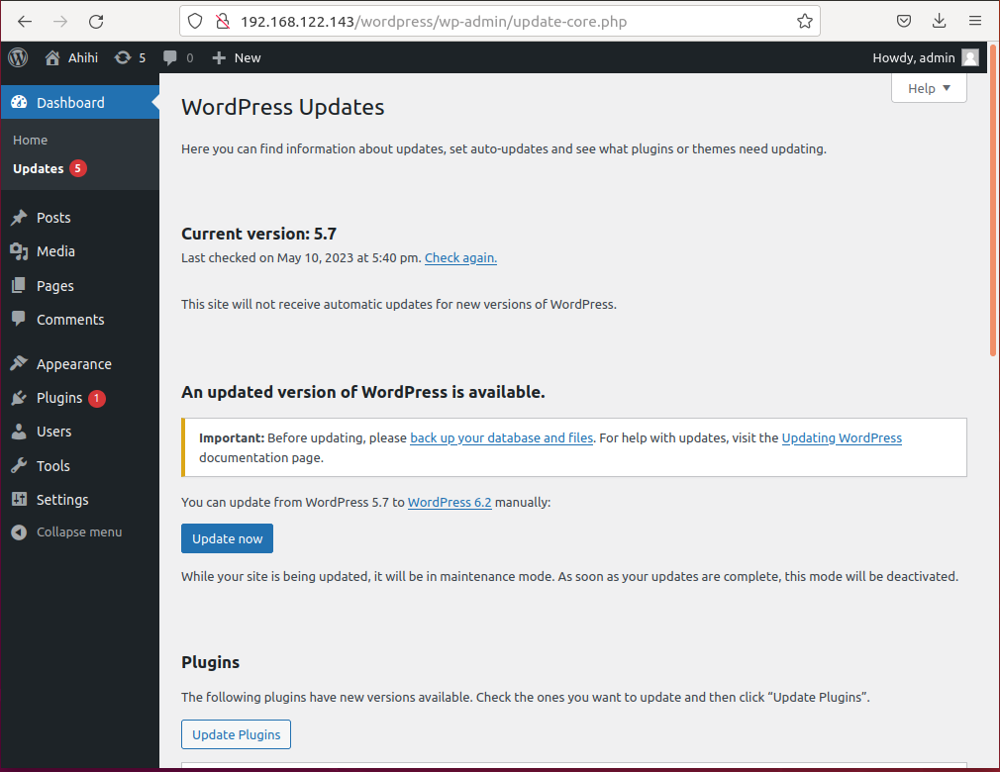 192.168.122.143/wordpress/wp-admin/update-core.php
Ahihi 5 0 New Howdy, admin
Help
Dashboard
Home
Updates 5
Posts
Media
Pages
Comments
Appearance
Plugins 1
Users
Tools
Settings
Collapse menu
WordPress Updates
Here you can find information about updates, set auto-updates and see what plugins or themes need updating.
Current version: 5.7
Last checked on May 10, 2023 at 5:40 pm. Check again.
This site will not receive automatic updates for new versions of WordPress.
An updated version of WordPress is available.
Important: Before updating, please back up your database and files. For help with updates, visit the Updating WordPress
documentation page.
You can update from WordPress 5.7 to WordPress 6.2 manually:
Update now
While your site is being updated, it will be in maintenance mode. As soon as your updates are complete, this mode will be deactivated.
Plugins
The following plugins have new versions available. Check the ones you want to update and then click “Update Plugins”.
Update Plugins